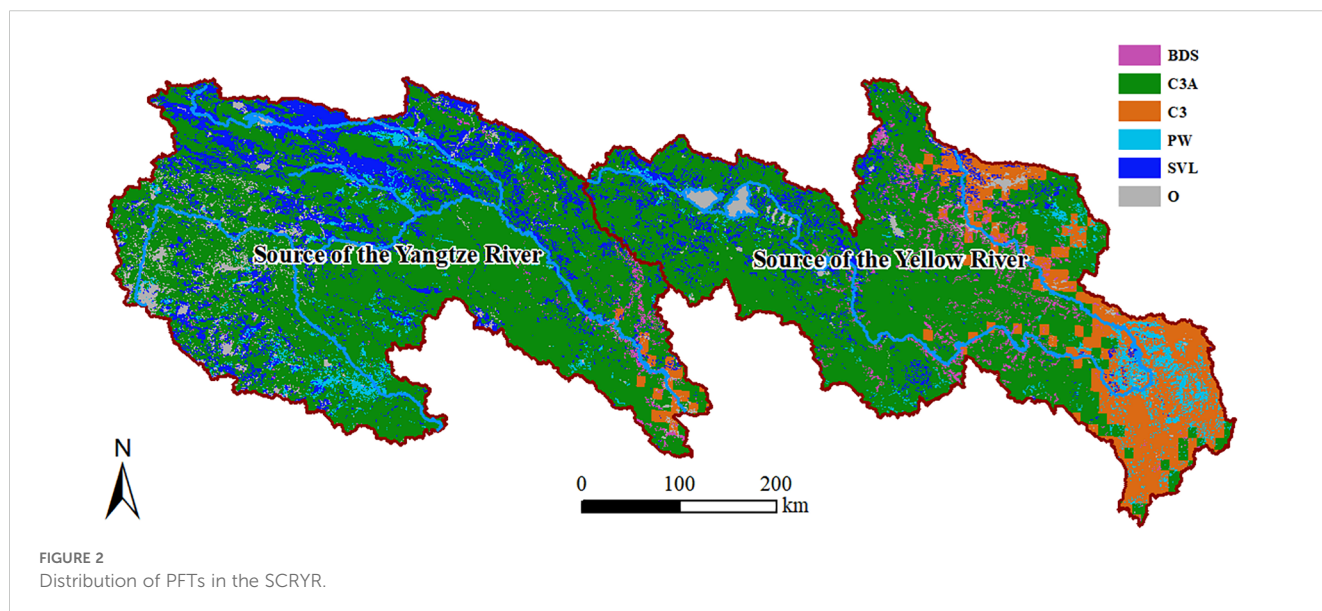 BDS
C3A
C3
PW
SVL
O
Source of the Yangtze River
Source of the Yellow River
N
0 100 200
km
FIGURE 2
Distribution of PFTs in the SCRYR.